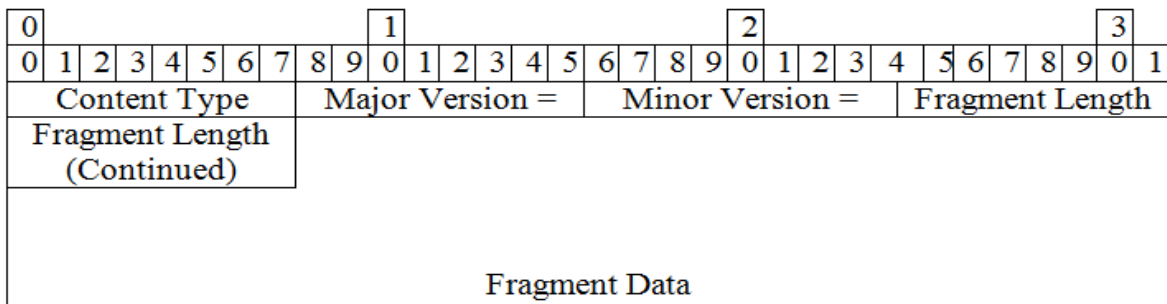 0 1 2 3
0 1 2 3 4 5 6 7 8 9 0 1 2 3 4 5 6 7 8 9 0 1 2 3 4 5 6 7 8 9 0 1
Content Type Major Version = Minor Version = Fragment Length
Fragment Length
(Continued)
Fragment Data